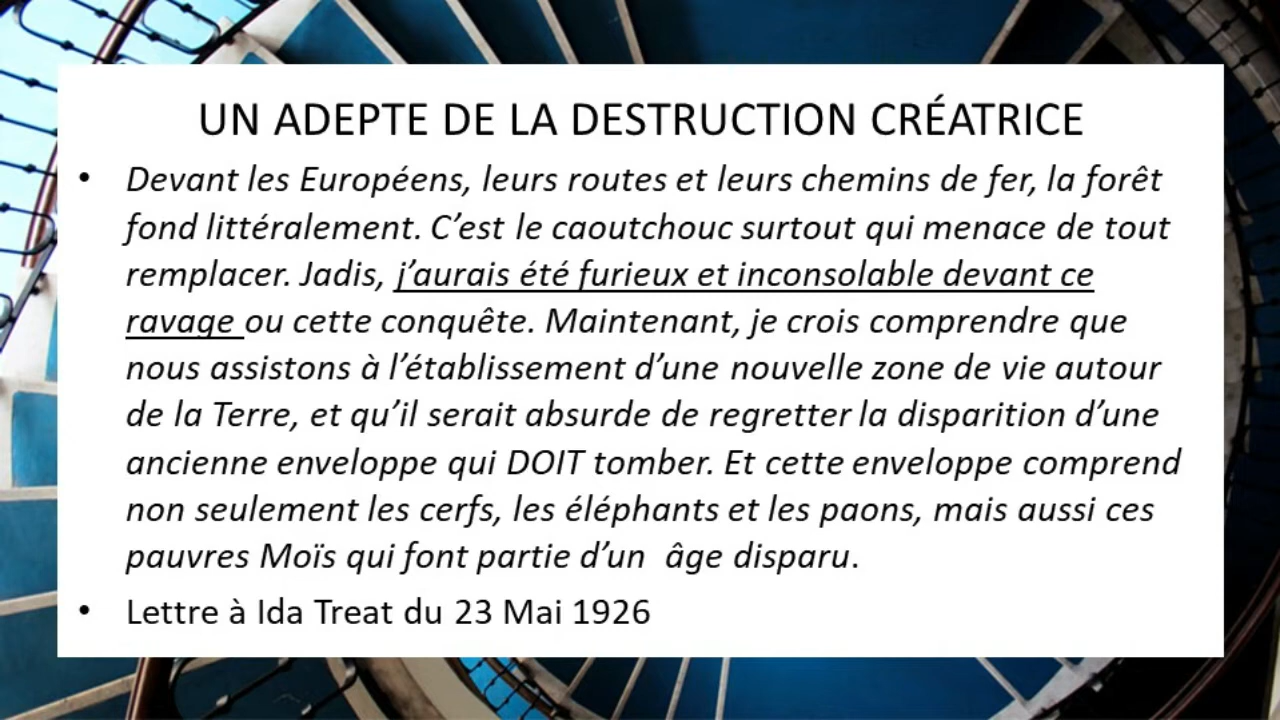 UN ADEPTE DE LA DESTRUCTION CRÉATRICE
• Devant les Européens, leurs routes et leurs chemins de fer, la forêt
fond littéralement. C’est le caoutchouc surtout qui menace de tout
remplacer. Jadis, j’aurais été furieux et inconsolable devant ce
ravage ou cette conquête. Maintenant, je crois comprendre que
nous assistons à l’établissement d’une nouvelle zone de vie autour
de la Terre, et qu’il serait absurde de regretter la disparition d’une
ancienne enveloppe qui DOIT tomber. Et cette enveloppe comprend
non seulement les cerfs, les éléphants et les paons, mais aussi ces
pauvres Moïs qui font partie d’un  âge disparu.
• Lettre à Ida Treat du 23 Mai 1926